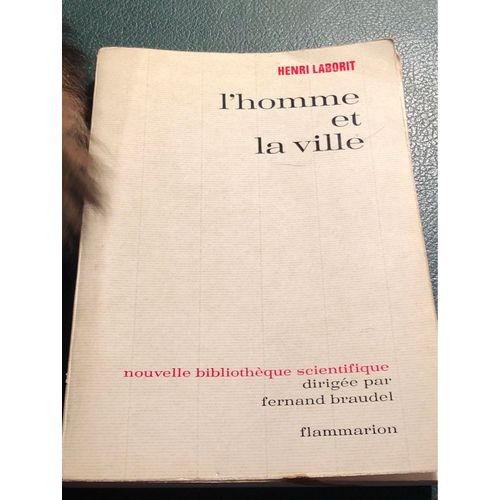 HENRI LABORIT
l'homme
et
la ville
nouvelle bibliothèque scientifique
dirigée par
fernand braudel
flammarion